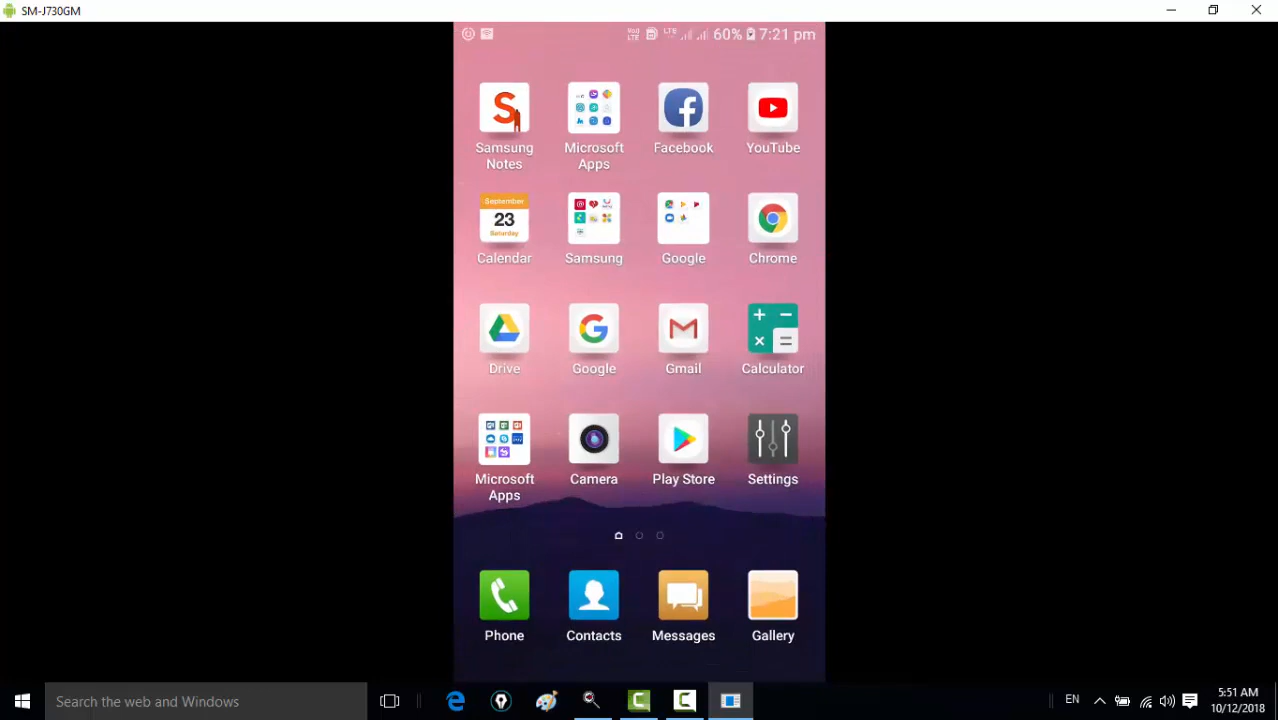 SM-J730GM
60% 7:21 pm
Samsung Notes
Microsoft Apps
Facebook
YouTube
September
23
Saturday
Calendar
Samsung
Google
Chrome
Drive
Google
Gmail
Calculator
Microsoft Apps
Camera
Play Store
Settings
Phone
Contacts
Messages
Gallery
Search the web and Windows
EN
5:51 AM
10/12/2018